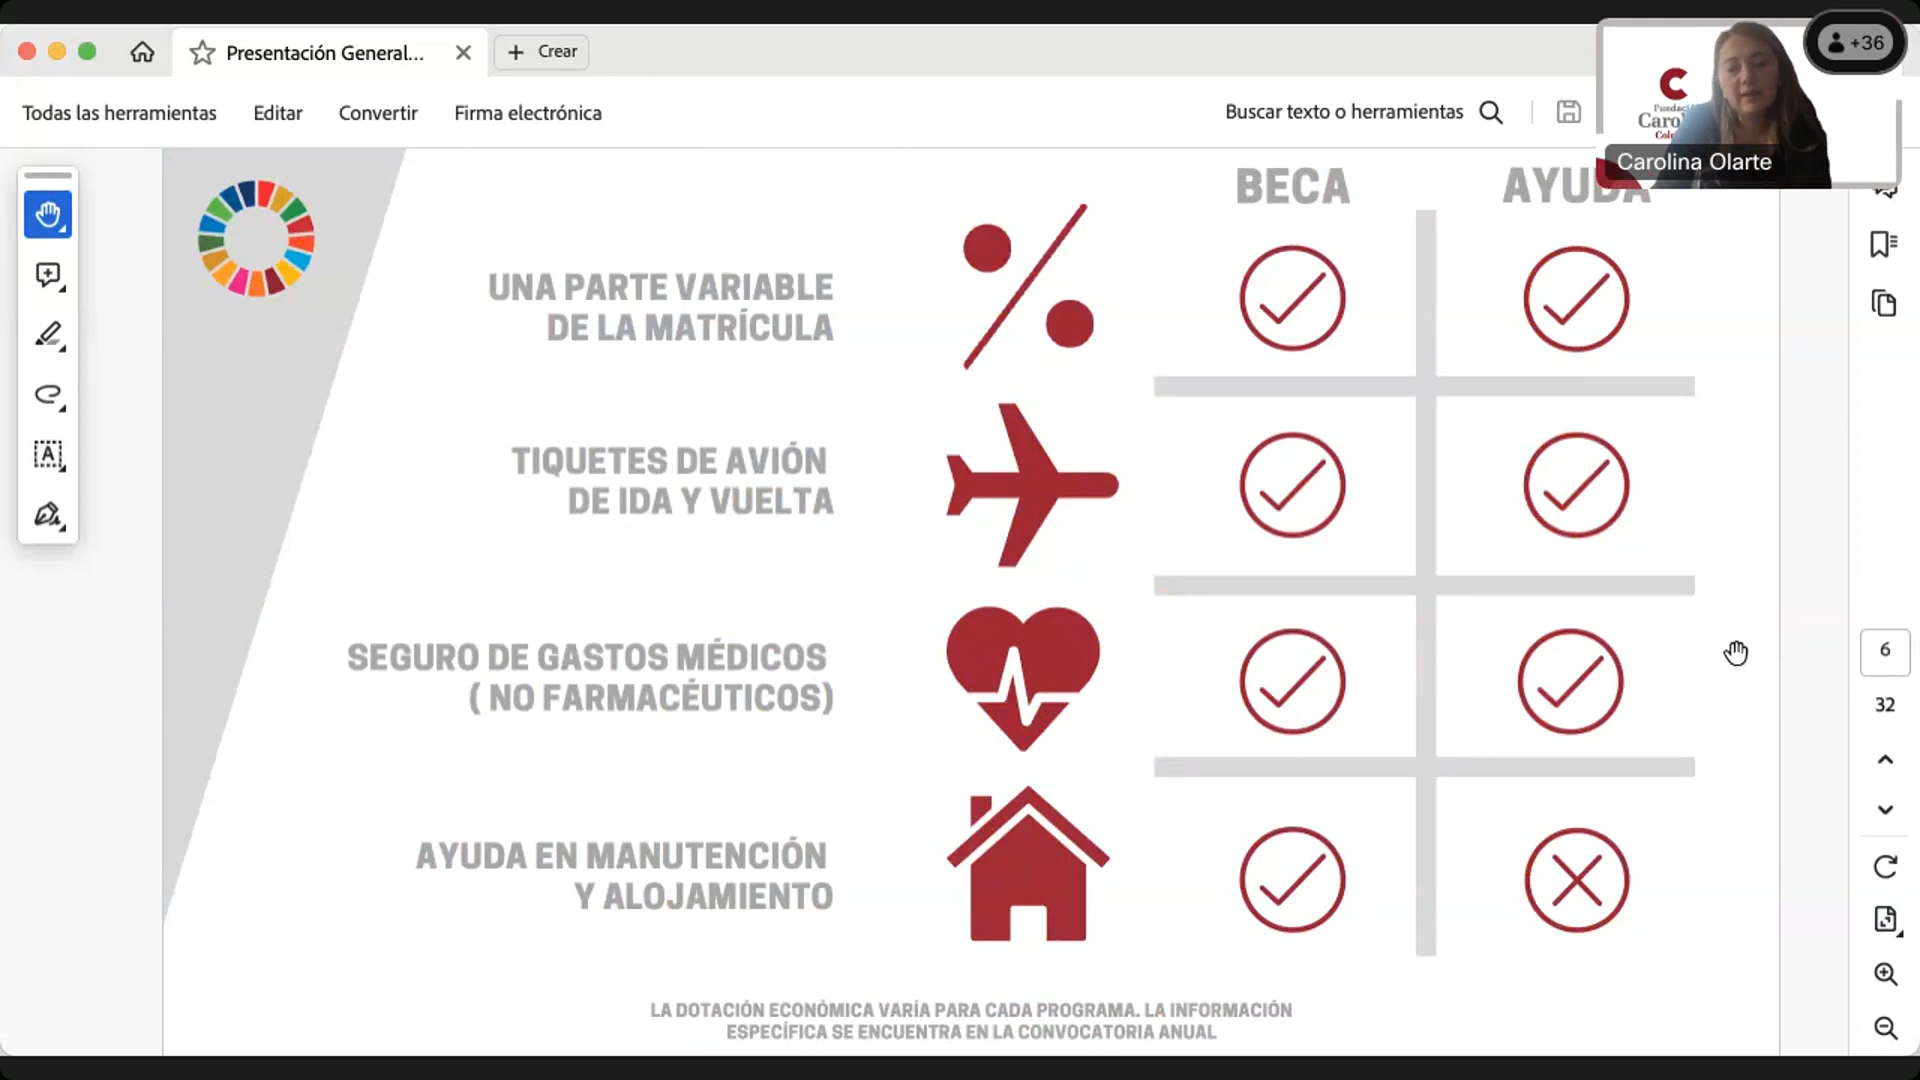 Presentación General...
Crear
+36
Todas las herramientas
Editar
Convertir
Firma electrónica
Buscar texto o herramientas
Carolina Olarte
BECA
AYUDA
UNA PARTE VARIABLE
DE LA MATRÍCULA
TIQUETES DE AVIÓN
DE IDA Y VUELTA
SEGURO DE GASTOS MÉDICOS
( NO FARMACÉUTICOS)
AYUDA EN MANUTENCIÓN
Y ALOJAMIENTO
LA DOTACIÓN ECONÓMICA VARÍA PARA CADA PROGRAMA. LA INFORMACIÓN
ESPECÍFICA SE ENCUENTRA EN LA CONVOCATORIA ANUAL
6
32